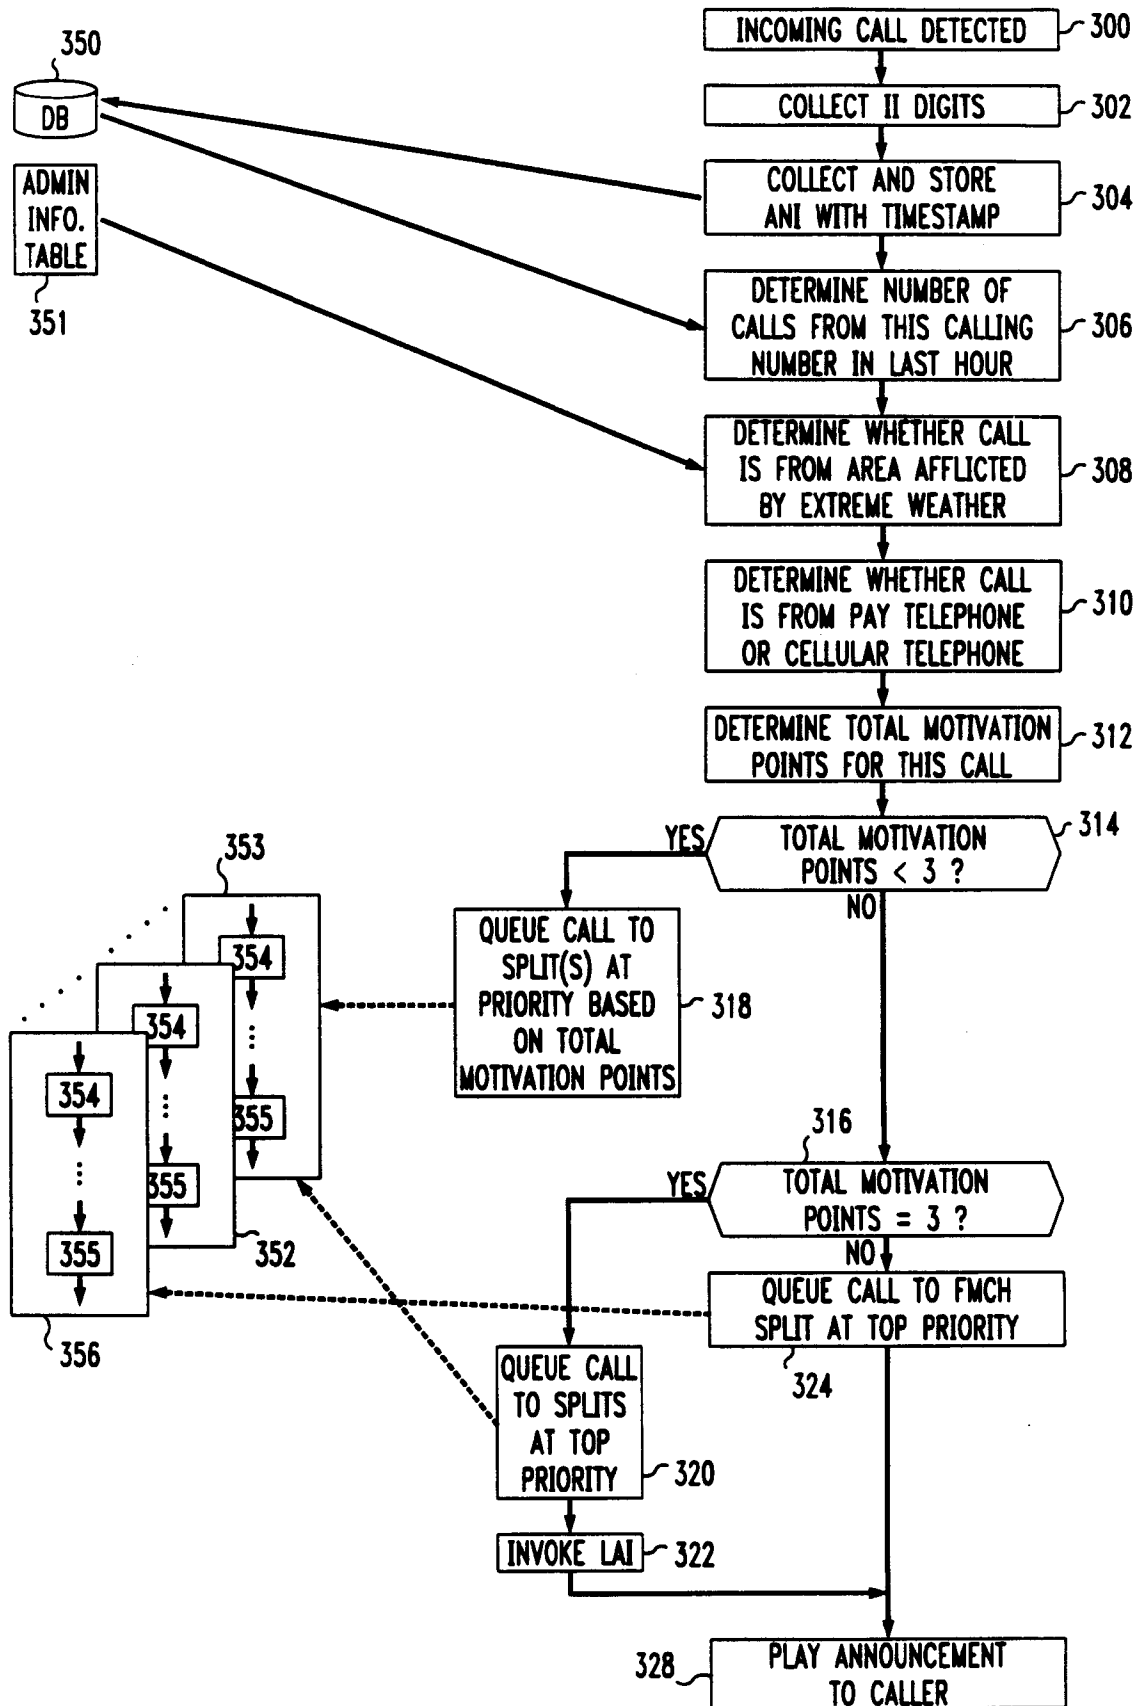 INCOMING CALL DETECTED
300
COLLECT II DIGITS
302
COLLECT AND STORE
ANI WITH TIMESTAMP
304
350
DB
ADMIN
INFO.
TABLE
351
DETERMINE NUMBER OF
CALLS FROM THIS CALLING
NUMBER IN LAST HOUR
306
DETERMINE WHETHER CALL
IS FROM AREA AFFLICTED
BY EXTREME WEATHER
308
DETERMINE WHETHER CALL
IS FROM PAY TELEPHONE
OR CELLULAR TELEPHONE
310
DETERMINE TOTAL MOTIVATION
POINTS FOR THIS CALL
312
TOTAL MOTIVATION
POINTS < 3 ?
314
YES
NO
QUEUE CALL TO
SPLIT(S) AT
PRIORITY BASED
ON TOTAL
MOTIVATION POINTS
318
353
354
355
354
355
352
354
355
356
316
TOTAL MOTIVATION
POINTS = 3 ?
YES
NO
QUEUE CALL TO FMCH
SPLIT AT TOP PRIORITY
324
QUEUE CALL
TO SPLITS
AT TOP
PRIORITY
320
INVOKE LAI
322
PLAY ANNOUNCEMENT
TO CALLER
328